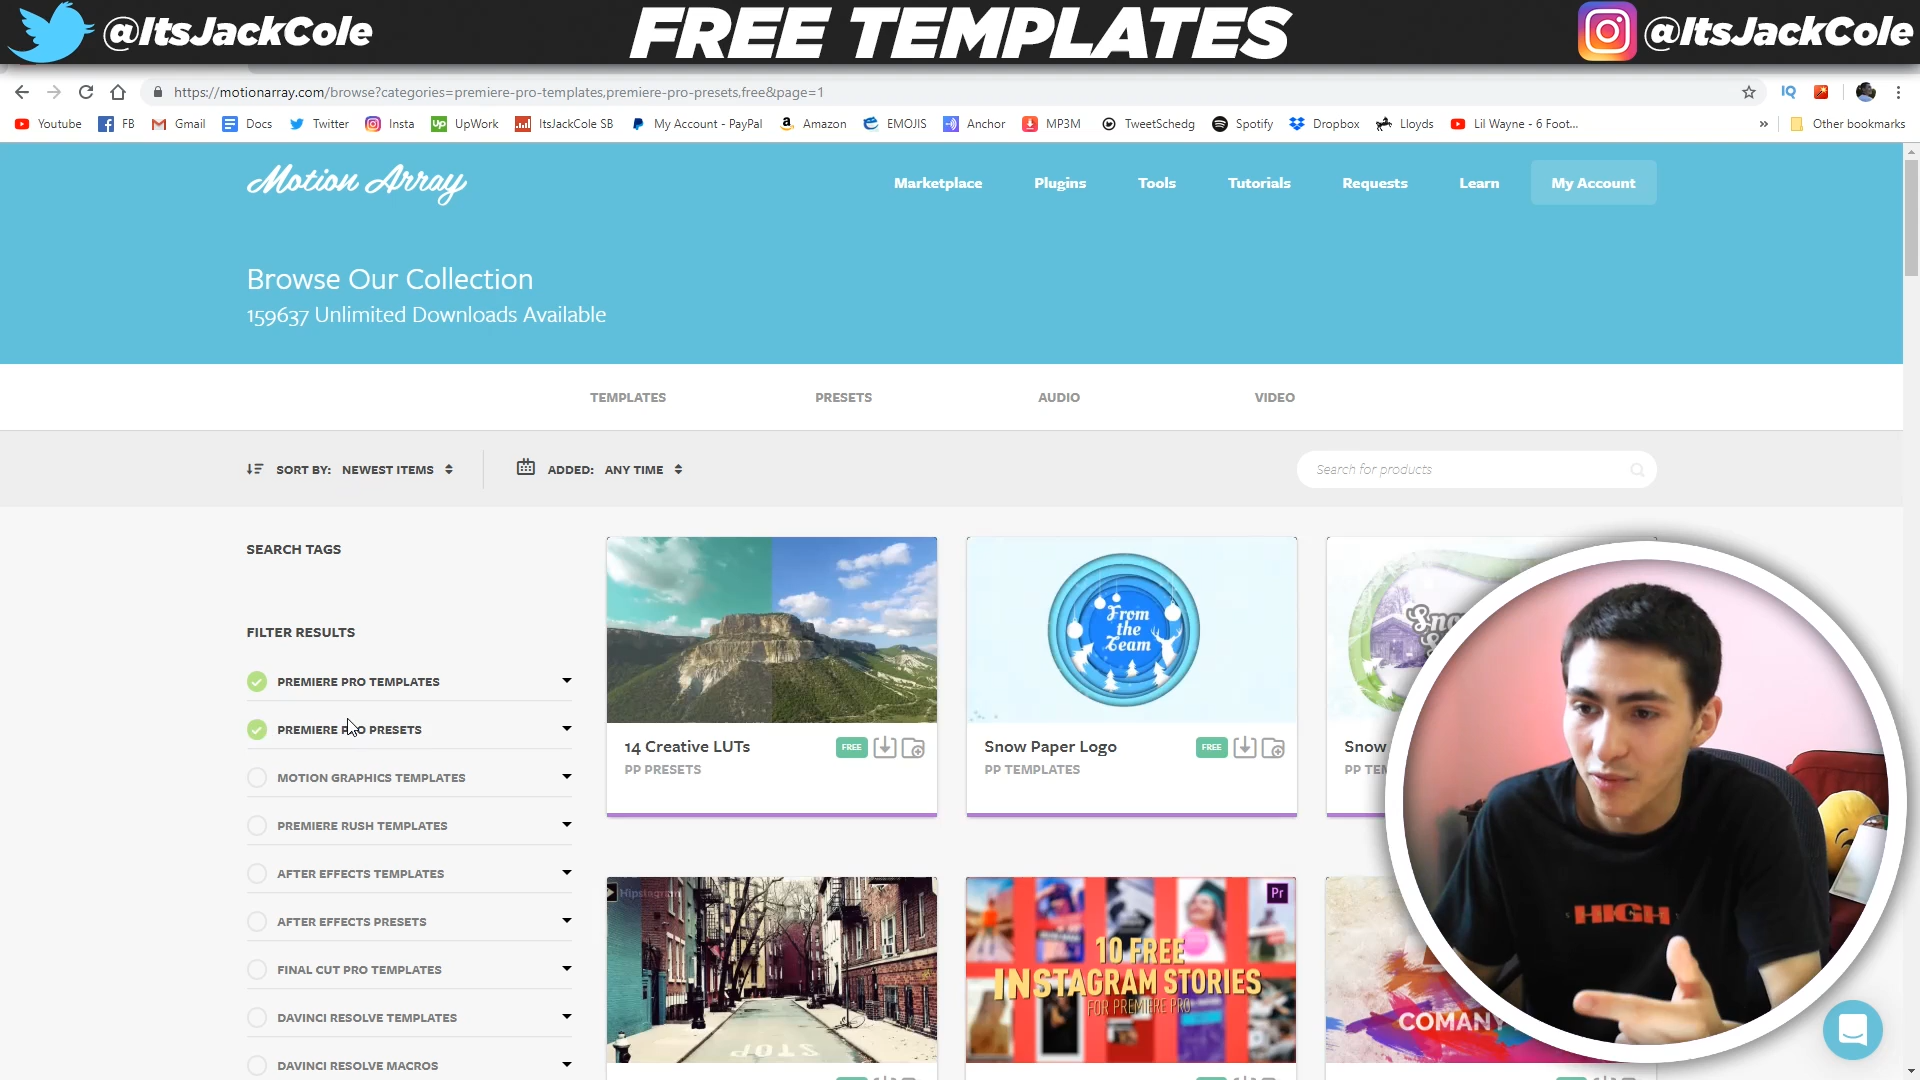 @ItsJackCole
FREE TEMPLATES
@ItsJackCole
https://motionarray.com/browse?categories=premiere-pro-templates,premiere-pro-presets,free&page=1
IQ
Youtube FB Gmail Docs Twitter Insta Up UpWork ItsJackCole SB My Account - PayPal Amazon EMOJIS Anchor MP3M TweetSchedg Spotify Dropbox Lloyds Lil Wayne - 6 Foot... » Other bookmarks
Motion Array
Marketplace Plugins Tools Tutorials Requests Learn My Account
Browse Our Collection
159637 Unlimited Downloads Available
TEMPLATES PRESETS AUDIO VIDEO
SORT BY: NEWEST ITEMS ADDED: ANY TIME Search for products
SEARCH TAGS
FILTER RESULTS
PREMIERE PRO TEMPLATES
PREMIERE PRO PRESETS
MOTION GRAPHICS TEMPLATES
PREMIERE RUSH TEMPLATES
AFTER EFFECTS TEMPLATES
AFTER EFFECTS PRESETS
FINAL CUT PRO TEMPLATES
DAVINCI RESOLVE TEMPLATES
DAVINCI RESOLVE MACROS
14 Creative LUTs FREE
PP PRESETS
From
the
Team
Snow Paper Logo FREE
PP TEMPLATES
Snow
Pr
10 FREE
INSTAGRAM STORIES
FOR PREMIERE PRO
COMANY
HIGH